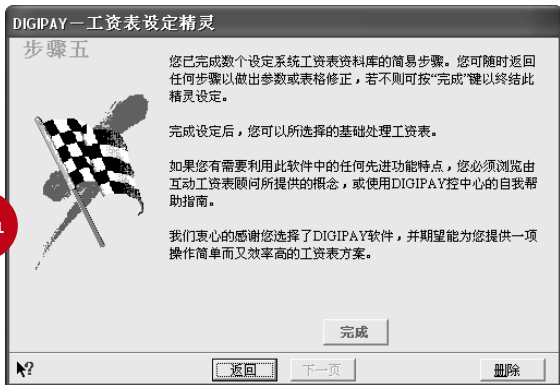 DIGIPAY－工资表设定精灵
步骤五
您已完成数个设定系统工资表资料库的简易步骤。您可随时返回
任何步骤以做出参数或表格修正，若不则可按“完成”键以终结此
精灵设定。
完成设定后，您可以所选择的基础处理工资表。
如果您有需要利用此软件中的任何先进功能特点，您必须浏览由
互动工资表顾问所提供的概念，或使用DIGIPAY控中心的自我帮
助指南。
1
我们衷心的感谢您选择了DIGIPAY软件，并期望能为您提供一项
操作简单而又效率高的工资表方案。
完成
?
返回
下一页
删除